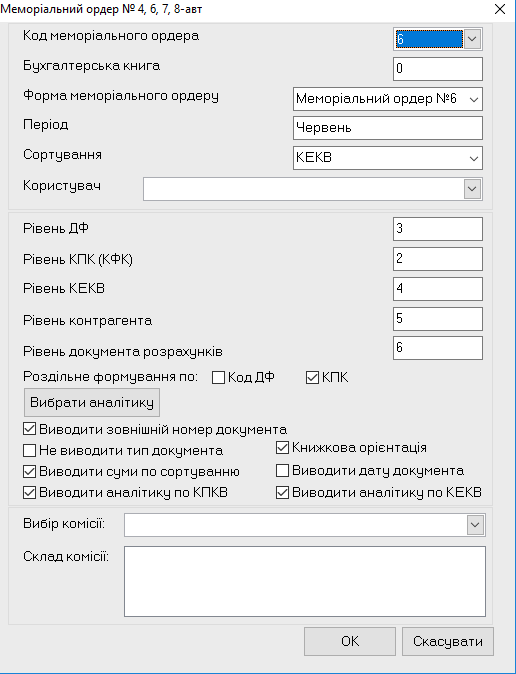 Меморіальний ордер № 4, 6, 7, 8-авт
Код меморіального ордера 6
Бухгалтерська книга 0
Форма меморіального ордеру Меморіальний ордер №6
Період Червень
Сортування КЕКВ
Користувач
Рівень ДФ 3
Рівень КПК (КФК) 2
Рівень КЕКВ 4
Рівень контрагента 5
Рівень документа розрахунків 6
Роздільне формування по: Код ДФ КПК
Вибрати аналітику
Виводити зовнішній номер документа
Не виводити тип документа Книжкова орієнтація
Виводити суми по сортуванню Виводити дату документа
Виводити аналітику по КПКВ Виводити аналітику по КЕКВ
Вибір комісії:
Склад комісії:
ОК Скасувати